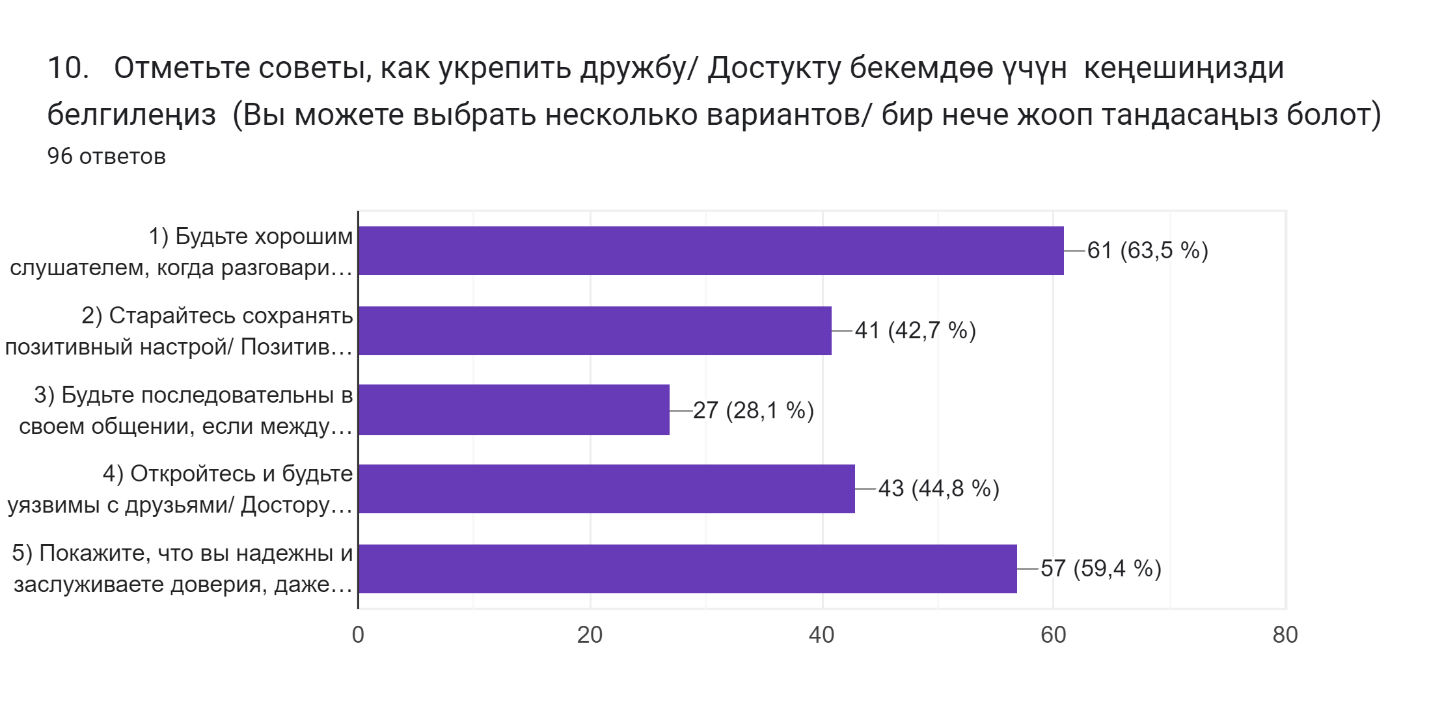 10.   Отметьте советы, как укрепить дружбу/ Достукту бекемдөө үчүн  кеңешиңизди
белгилеңиз  (Вы можете выбрать несколько вариантов/ бир нече жооп тандасаңыз болот)
96 ответов
1) Будьте хорошим
слушателем, когда разговари…
61 (63,5 %)
2) Старайтесь сохранять
позитивный настрой/ Позитив…
41 (42,7 %)
3) Будьте последовательны в
своем общении, если между…
27 (28,1 %)
4) Откройтесь и будьте
уязвимы с друзьями/ Достору…
43 (44,8 %)
5) Покажите, что вы надежны и
заслуживаете доверия, даже…
57 (59,4 %)
0 20 40 60 80